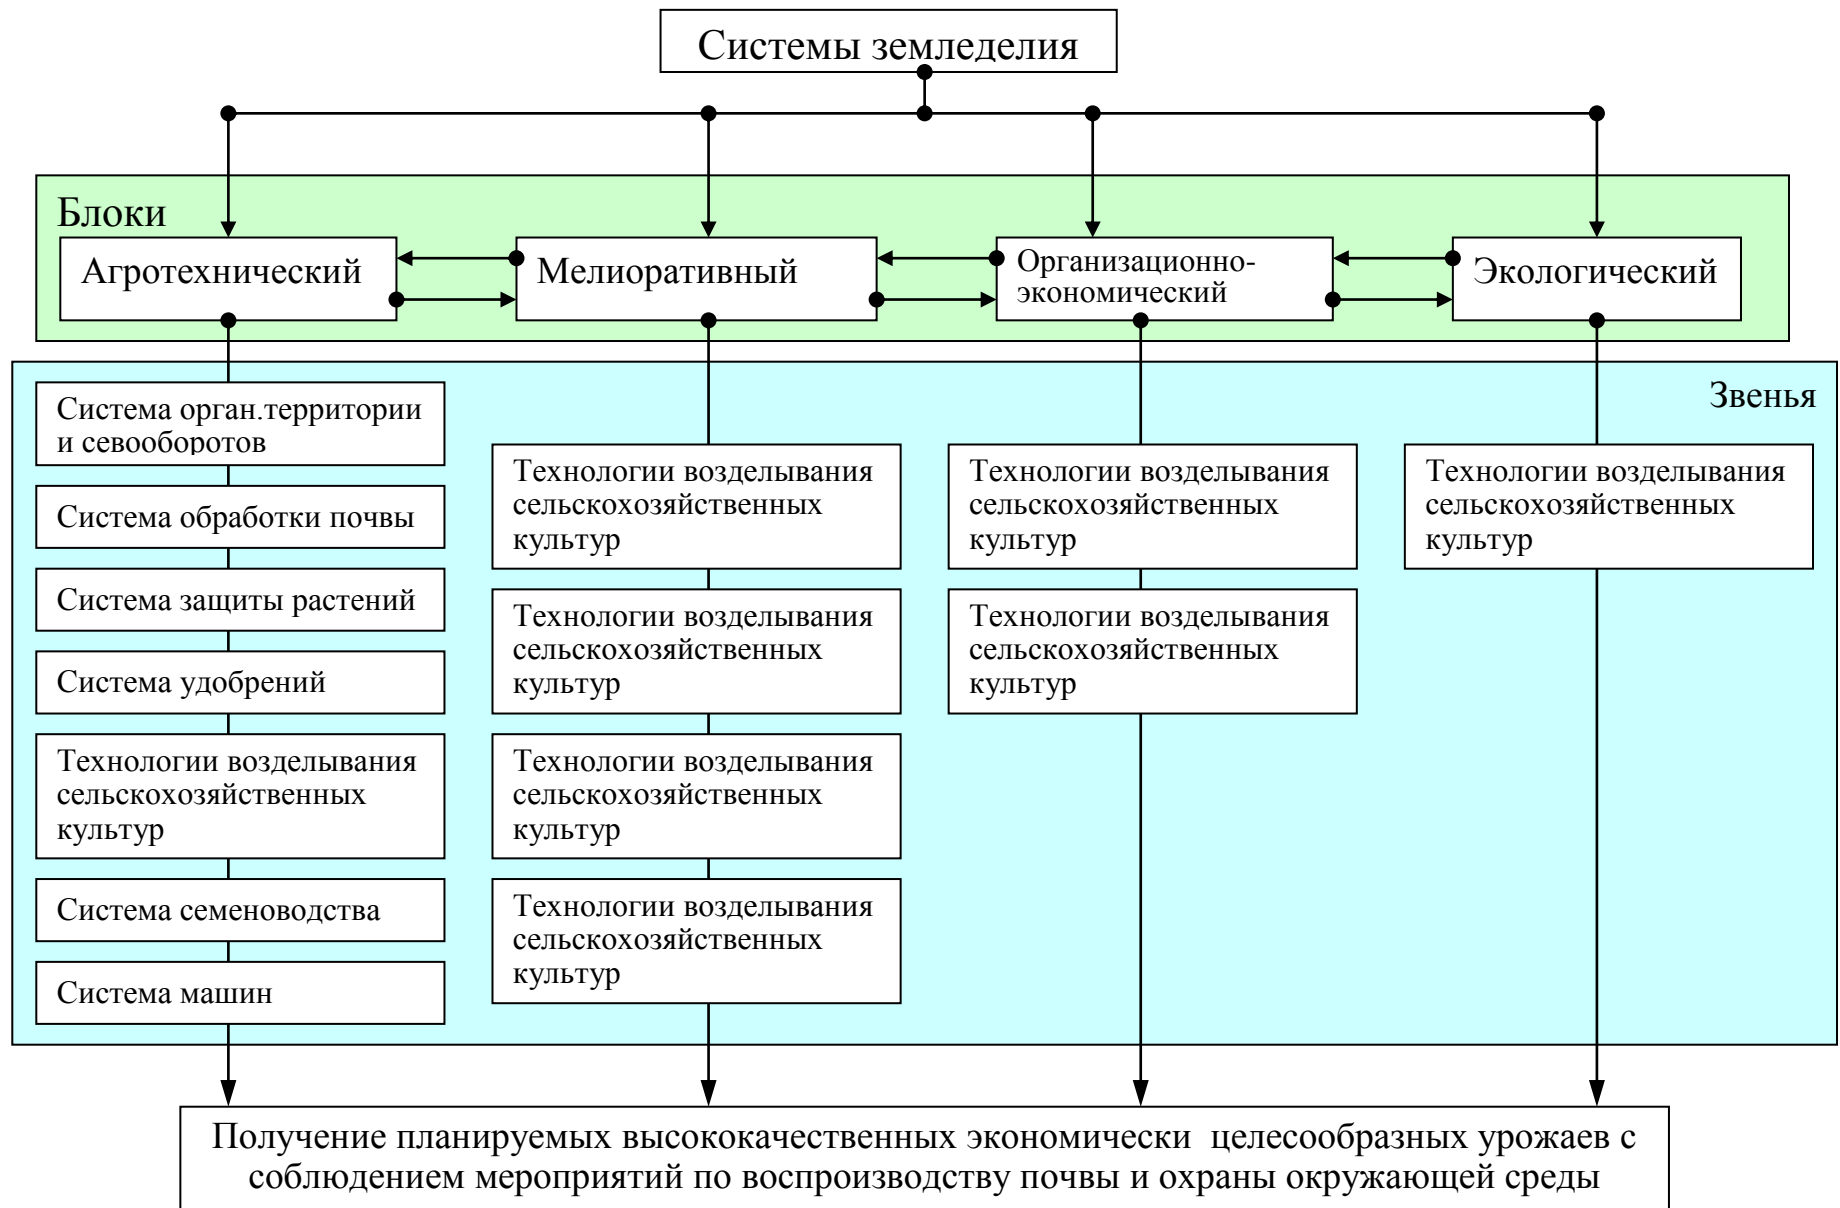 Системы земледелия
Блоки
Агротехнический
Мелиоративный
Организационно-
экономический
Экологический
Звенья
Система орган.территории
и севооборотов
Система обработки почвы
Система защиты растений
Система удобрений
Технологии возделывания
сельскохозяйственных
культур
Система семеноводства
Система машин
Технологии возделывания
сельскохозяйственных
культур
Технологии возделывания
сельскохозяйственных
культур
Технологии возделывания
сельскохозяйственных
культур
Технологии возделывания
сельскохозяйственных
культур
Технологии возделывания
сельскохозяйственных
культур
Технологии возделывания
сельскохозяйственных
культур
Технологии возделывания
сельскохозяйственных
культур
Получение планируемых высококачественных экономически целесообразных урожаев с
соблюдением мероприятий по воспроизводству почвы и охраны окружающей среды